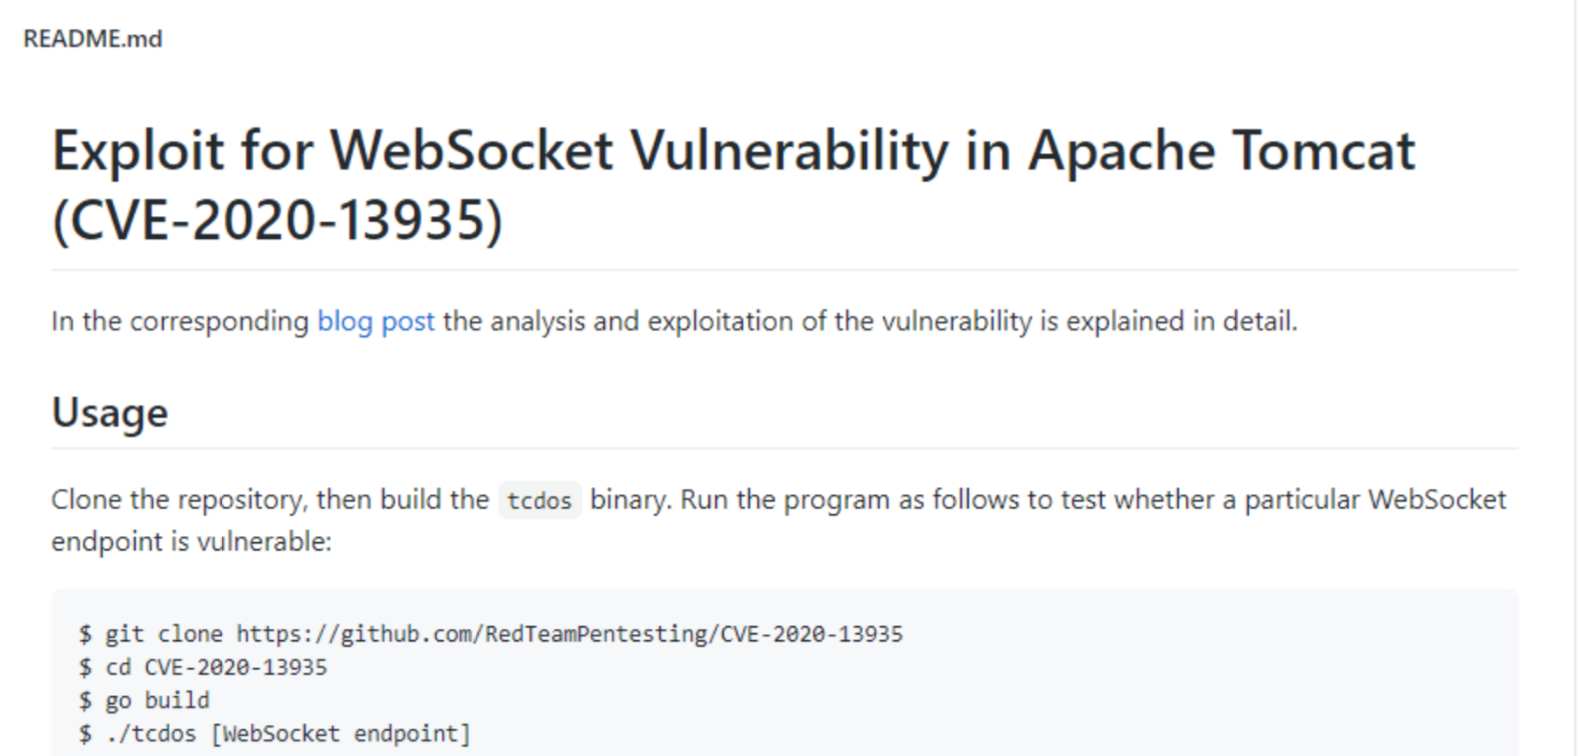 README.md
Exploit for WebSocket Vulnerability in Apache Tomcat
(CVE-2020-13935)
In the corresponding blog post the analysis and exploitation of the vulnerability is explained in detail.
Usage
Clone the repository, then build the tcdos binary. Run the program as follows to test whether a particular WebSocket
endpoint is vulnerable:
$ git clone https://github.com/RedTeamPentesting/CVE-2020-13935
$ cd CVE-2020-13935
$ go build
$ ./tcdos [WebSocket endpoint]